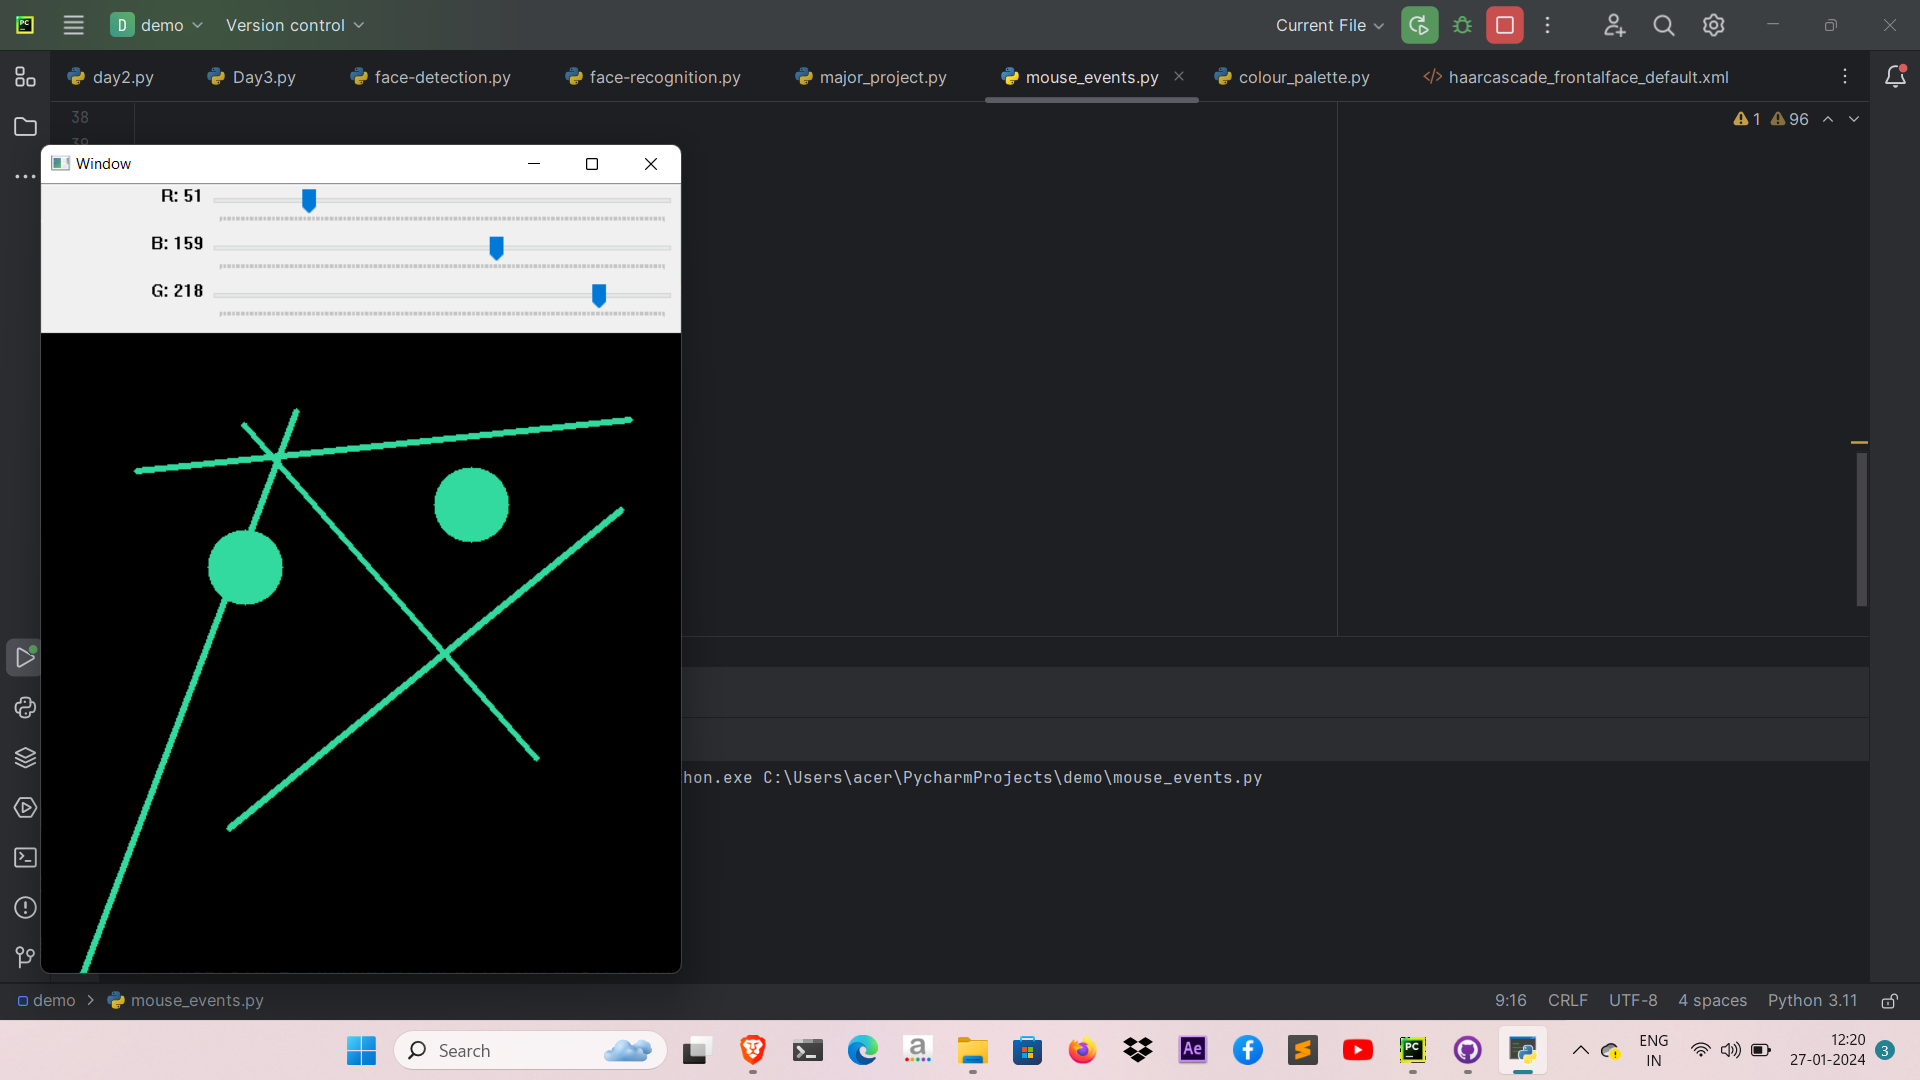 D demo Version control Current File
day2.py Day3.py face-detection.py face-recognition.py major_project.py mouse_events.py colour_palette.py haarcascade_frontalface_default.xml
38
1 96
Window
R: 51
B: 159
G: 218
hon.exe C:\Users\acer\PycharmProjects\demo\mouse_events.py
demo > mouse_events.py 9:16 CRLF UTF-8 4 spaces Python 3.11
Search
Ae
PC
ENG
IN
12:20
27-01-2024
3